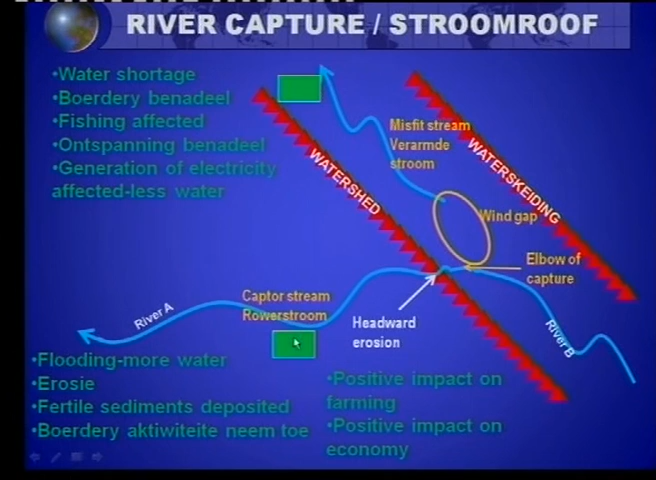 RIVER CAPTURE / STROOMROOF
•Water shortage
•Boerdery benadeel
•Fishing affected
•Ontspanning benadeel
•Generation of electricity
affected-less water
Misfit stream
Verarmde
stroom
WATERSHED
WATERSKEIDING
Wind gap
Elbow of
capture
Captor stream
Rowerstroom
River A
Headward
erosion
River B
•Flooding-more water
•Erosie
•Fertile sediments deposited
•Boerdery aktiwiteite neem toe
•Positive impact on
farming
•Positive impact on
economy